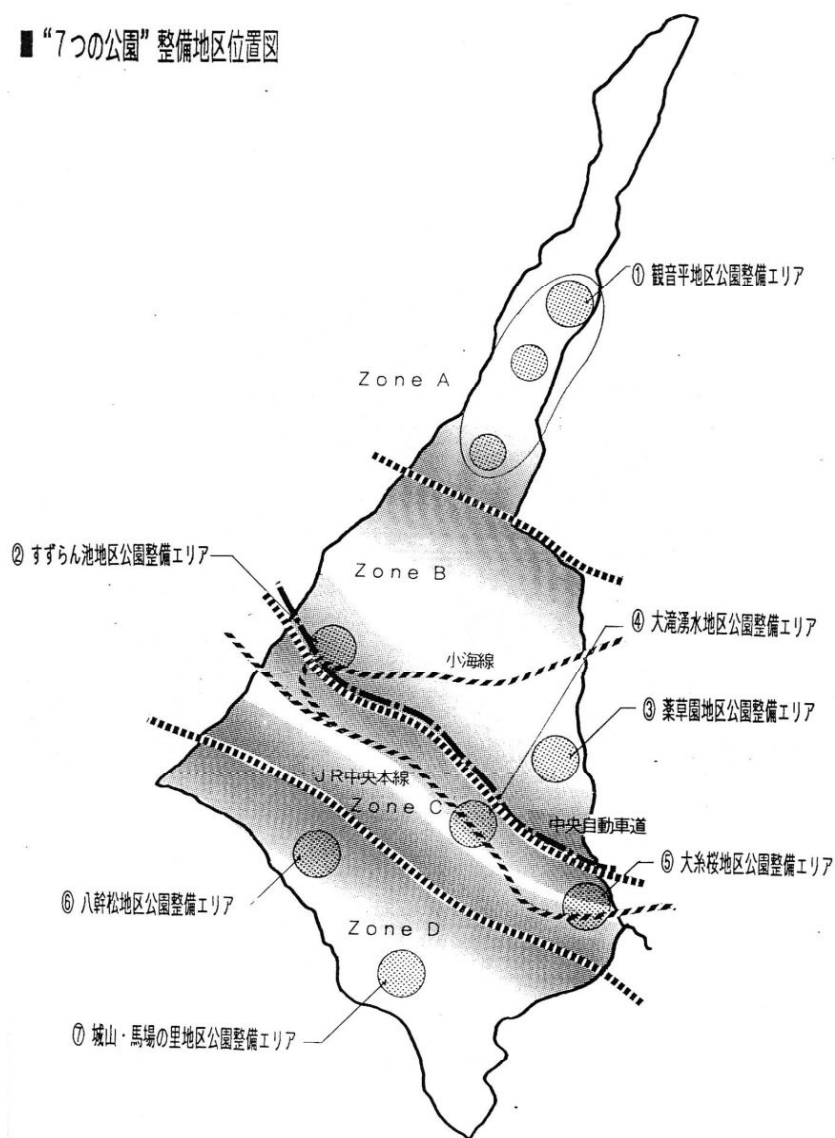 ■“7つの公園”整備地区位置図
① 観音平地区公園整備エリア
Zone A
② すずらん池地区公園整備エリア
Zone B
④ 大滝湧水地区公園整備エリア
小海線
③ 薬草園地区公園整備エリア
JR中央本線
Zone C
中央自動車道
⑤ 大糸桜地区公園整備エリア
⑥ 八幹松地区公園整備エリア
Zone D
⑦ 城山・馬場の里地区公園整備エリア